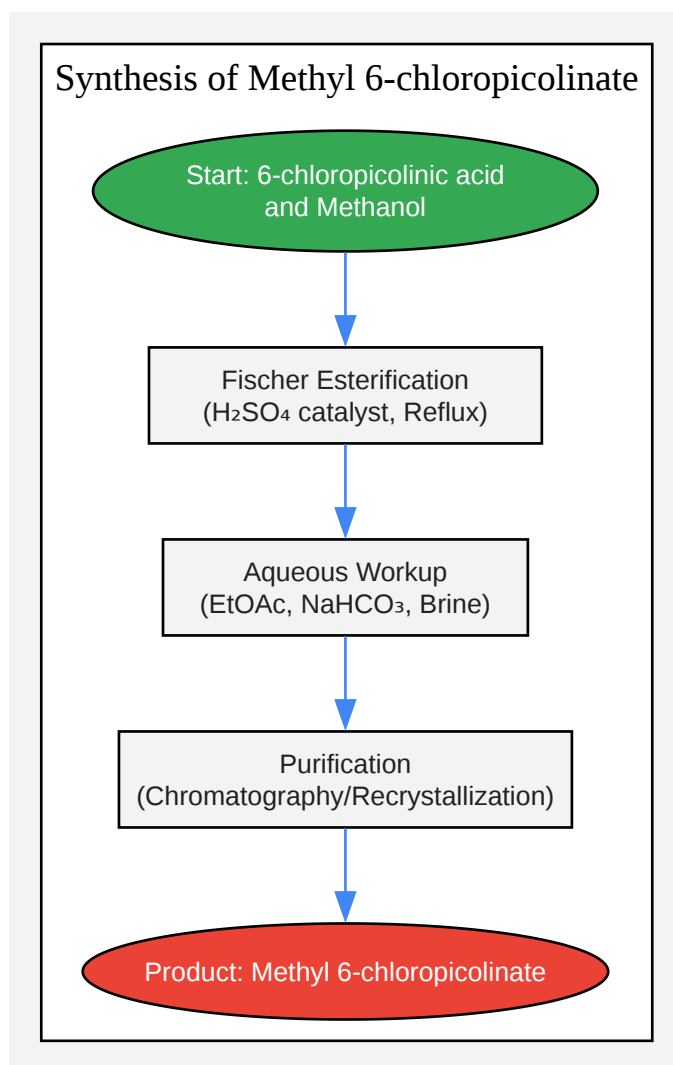 Synthesis of Methyl 6-chloropicolinate
Start: 6-chloropicolinic acid
and Methanol
Fischer Esterification
(H₂SO₄ catalyst, Reflux)
Aqueous Workup
(EtOAc, NaHCO₃, Brine)
Purification
(Chromatography/Recrystallization)
Product: Methyl 6-chloropicolinate